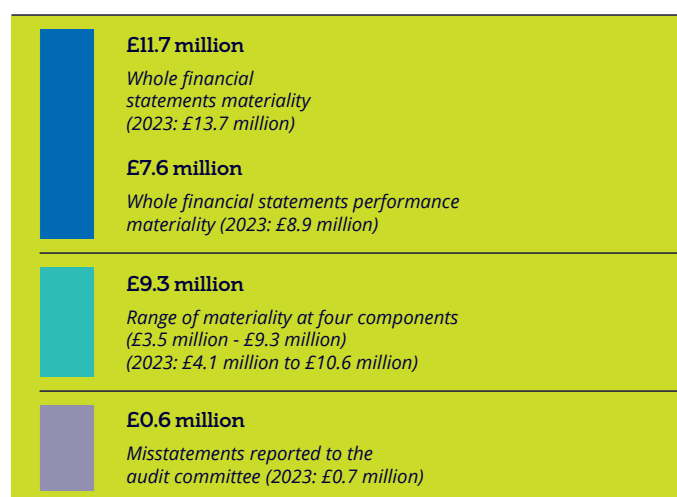 £11.7 million
Whole financial
statements materiality
(2023: £13.7 million)
£7.6 million
Whole financial statements performance
materiality (2023: £8.9 million)
£9.3 million
Range of materiality at four components
(£3.5 million - £9.3 million)
(2023: £4.1 million to £10.6 million)
£0.6 million
Misstatements reported to the
audit committee (2023: £0.7 million)